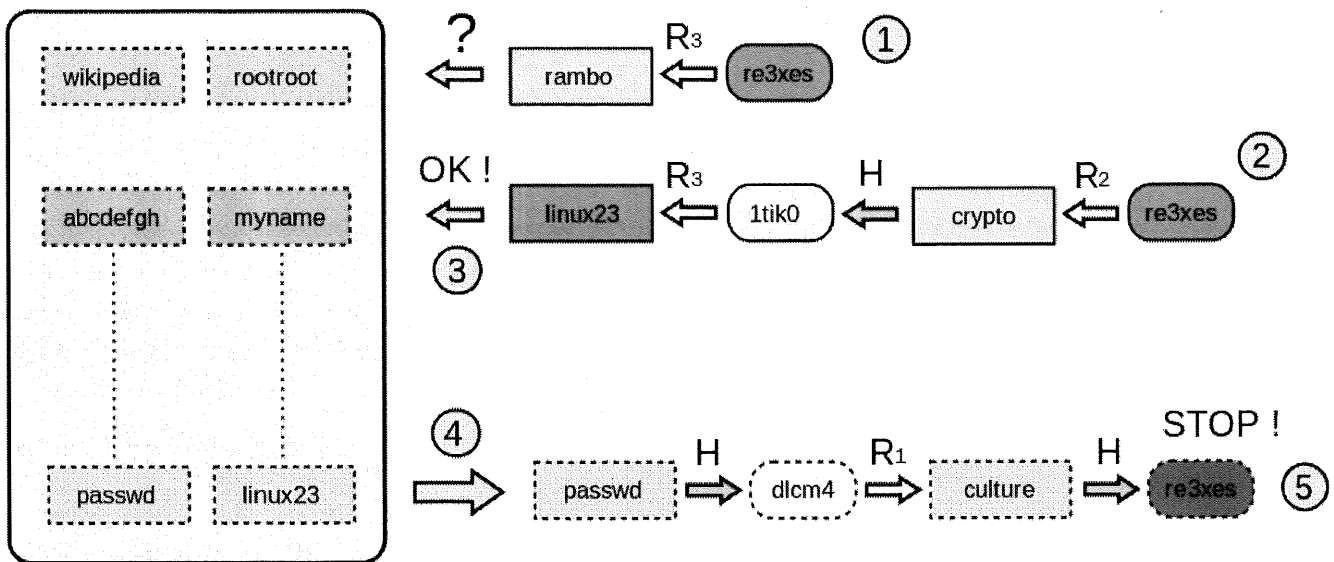 wikipedia rootroot ? rambo R3 re3xes 1
abcdefgh myname OK ! linux23 R3 1tik0 H crypto R2 re3xes 2
3
4 STOP !
passwd linux23 passwd H dlcm4 R1 culture H re3xes 5